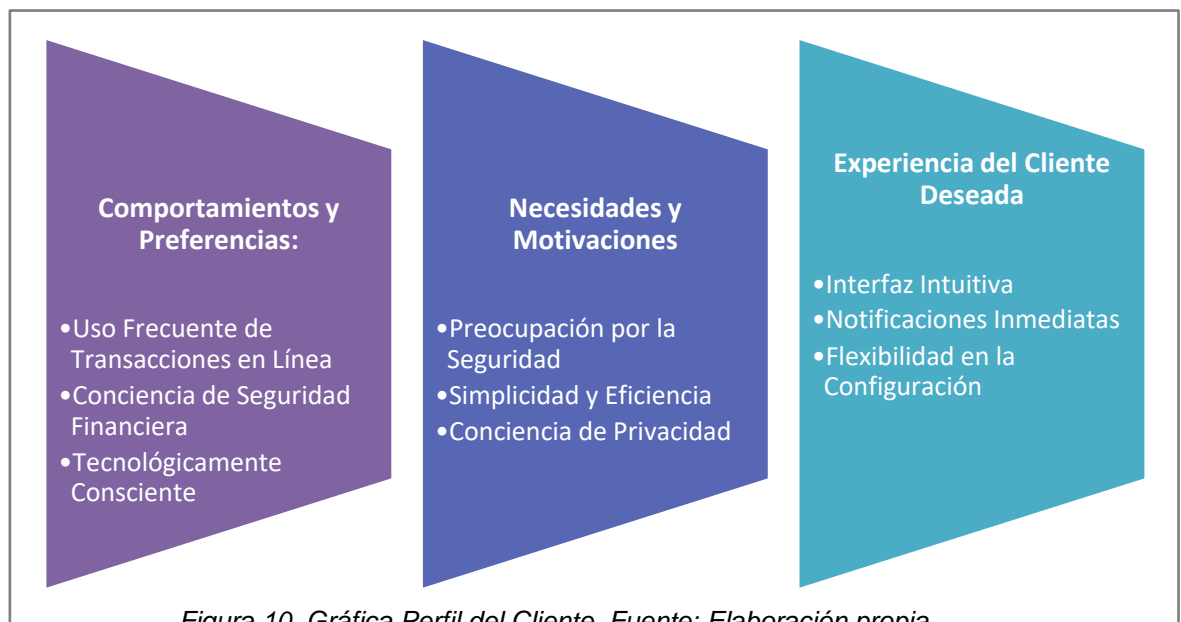 Comportamientos y
Preferencias:
•Uso Frecuente de
Transacciones en Línea
•Conciencia de Seguridad
Financiera
•Tecnológicamente
Consciente
Necesidades y
Motivaciones
•Preocupación por la
Seguridad
•Simplicidad y Eficiencia
•Conciencia de Privacidad
Experiencia del Cliente
Deseada
•Interfaz Intuitiva
•Notificaciones Inmediatas
•Flexibilidad en la
Configuración
Figura 10. Gráfica Perfil del Cliente. Fuente: Elaboración propia